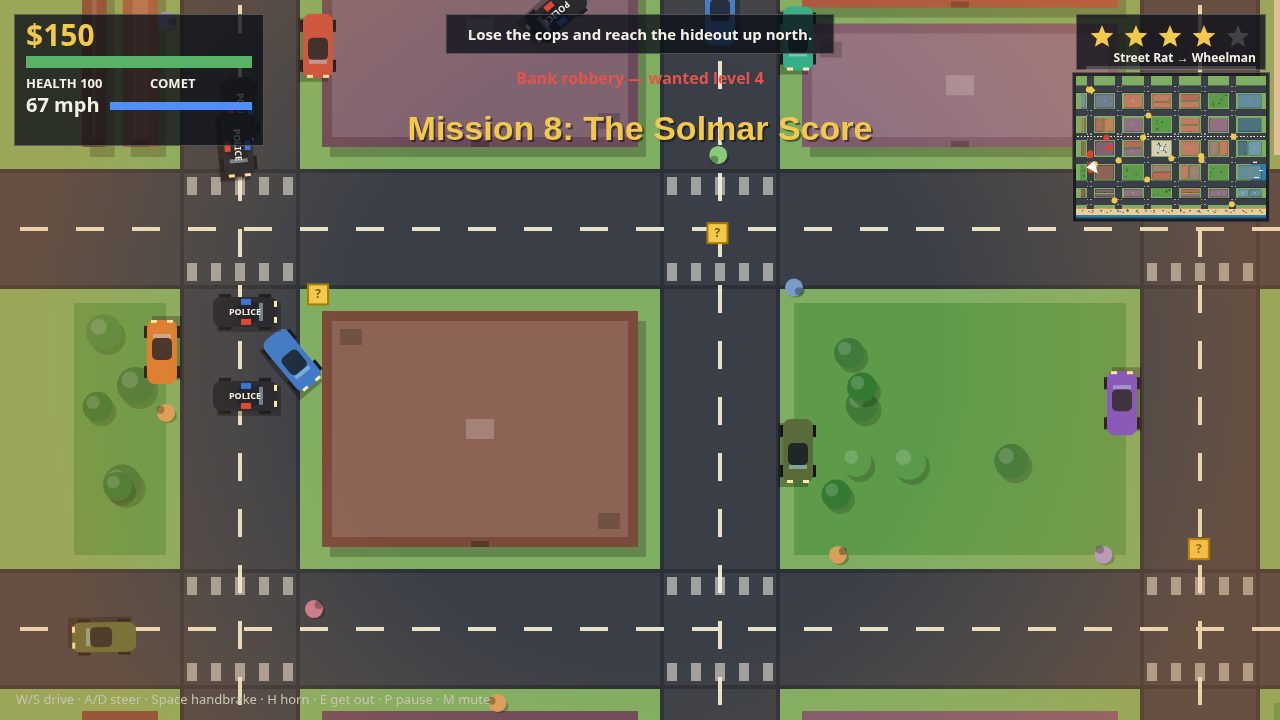 $150
HEALTH 100 COMET
67 mph
Lose the cops and reach the hideout up north.
Bank robbery — wanted level 4
Mission 8: The Solmar Score
Street Rat → Wheelman
POLICE
POLICE
?
?
POLICE
POLICE
?
W/S drive · A/D steer · Space handbrake · H horn · E get out · P pause · M mute